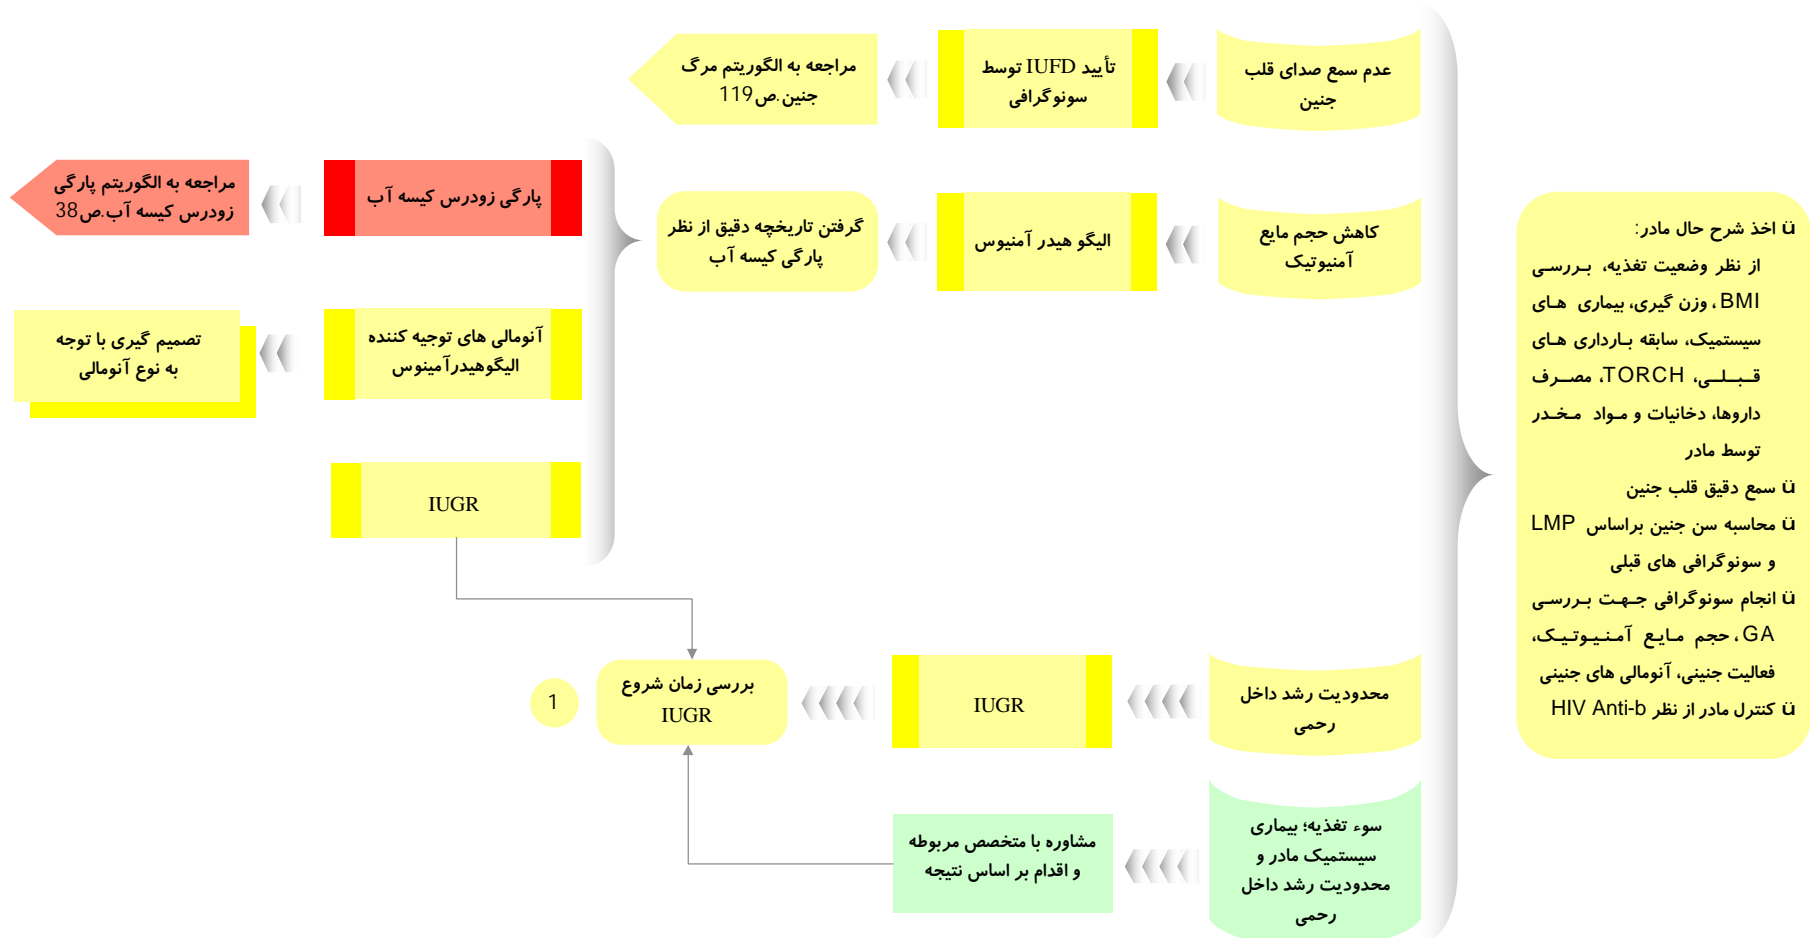 ü اخذ شرح حال مادر:
از نظر وضعیت تغذیه، بررسی
BMI، وزن گیری، بیماری های
سیستمیک، سابقه بارداری های
قبلی، TORCH، مصرف
داروها، دخانیات و مواد مخدر
توسط مادر
ü سمع دقیق قلب جنین
ü محاسبه سن جنین براساس LMP
و سونوگرافی های قبلی
ü انجام سونوگرافی جهت بررسی
GA، حجم مایع آمنیوتیک،
فعالیت جنینی، آنومالی های جنینی
ü کنترل مادر از نظر HIV Anti-b
عدم سمع صدای قلب
جنین
تأیید IUFD توسط
سونوگرافی
مراجعه به الگوریتم مرگ
جنین.ص119
کاهش حجم مایع
آمنیوتیک
الیگو هیدر آمنیوس
گرفتن تاریخچه دقیق از نظر
پارگی کیسه آب
پارگی زودرس کیسه آب
مراجعه به الگوریتم پارگی
زودرس کیسه آب.ص38
آنومالی های توجیه کننده
الیگوهیدرآمینوس
تصمیم گیری با توجه
به نوع آنومالی
IUGR
محدودیت رشد داخل
رحمی
IUGR
بررسی زمان شروع
IUGR
1
سوء تغذیه؛ بیماری
سیستمیک مادر و
محدودیت رشد داخل
رحمی
مشاوره با متخصص مربوطه
و اقدام بر اساس نتیجه